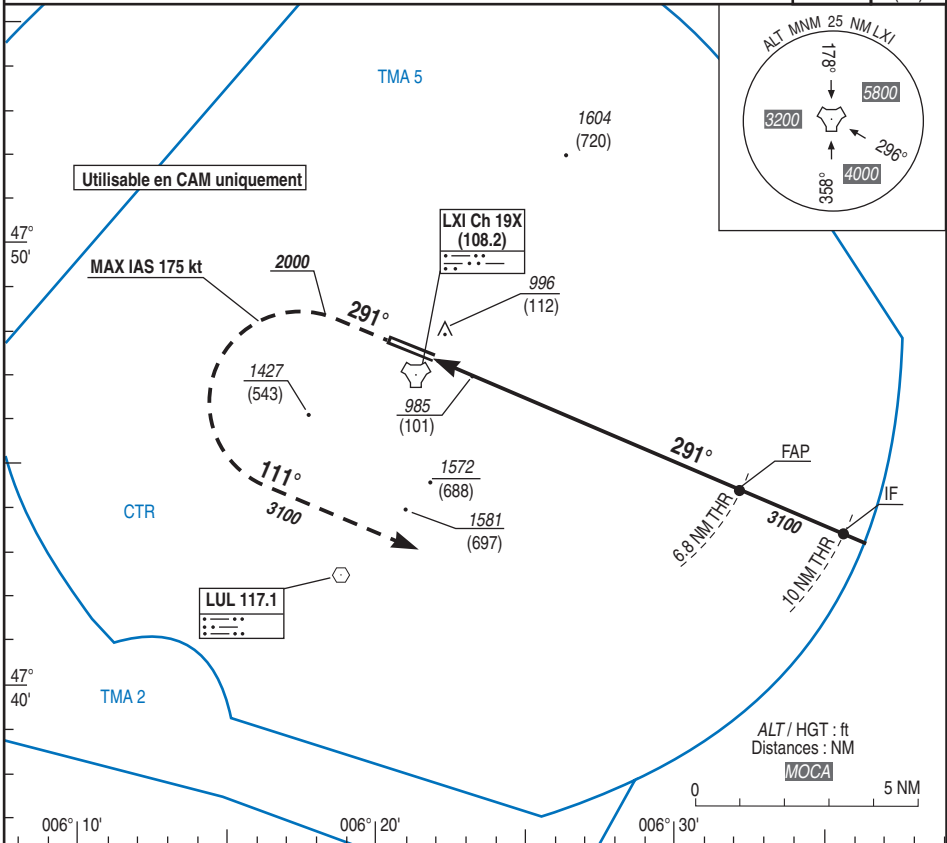 ALT MNM 25 NM LXI
178°
5800
3200
296°
4000
358°
TMA 5
1604
(720)
Utilisable en CAM uniquement
LXI Ch 19X
(108.2)
47°
50'
MAX IAS 175 kt
2000
291°
996
(112)
1427
(543)
985
(101)
291°
FAP
111°
3100
1572
(688)
IF
3100
6.8 NM THR
CTR
1581
(697)
10 NM THR
LUL 117.1
47°
40'
TMA 2
ALT / HGT : ft
Distances : NM
MOCA
0 5 NM
006° 10' 006° 20' 006° 30'